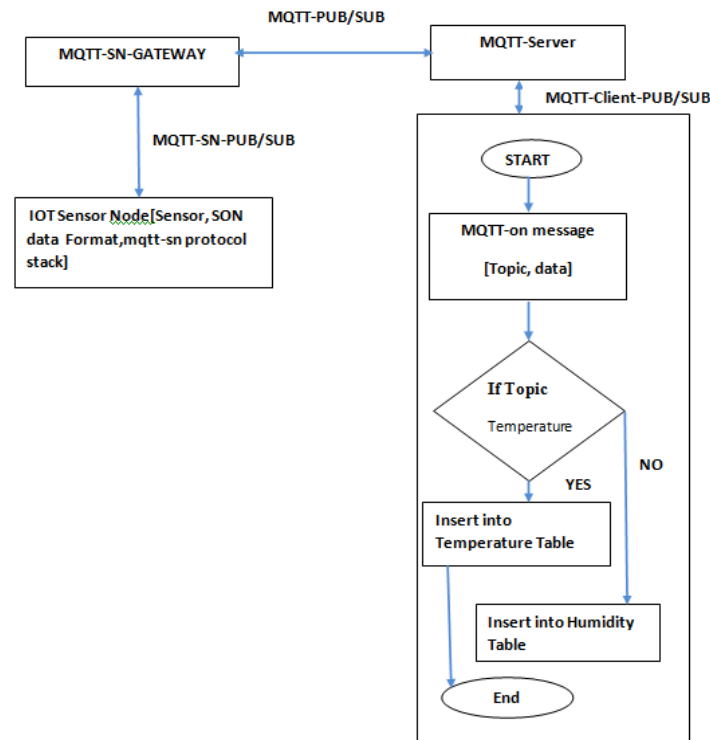 MQTT-PUB/SUB
MQTT-SN-GATEWAY
MQTT-Server
MQTT-Client-PUB/SUB
MQTT-SN-PUB/SUB
START
IOT Sensor Node[Sensor, SON
data Format,mqtt-sn protocol
stack]
MQTT-on message
[Topic, data]
If Topic
Temperature
NO
YES
Insert into
Temperature Table
Insert into Humidity
Table
End